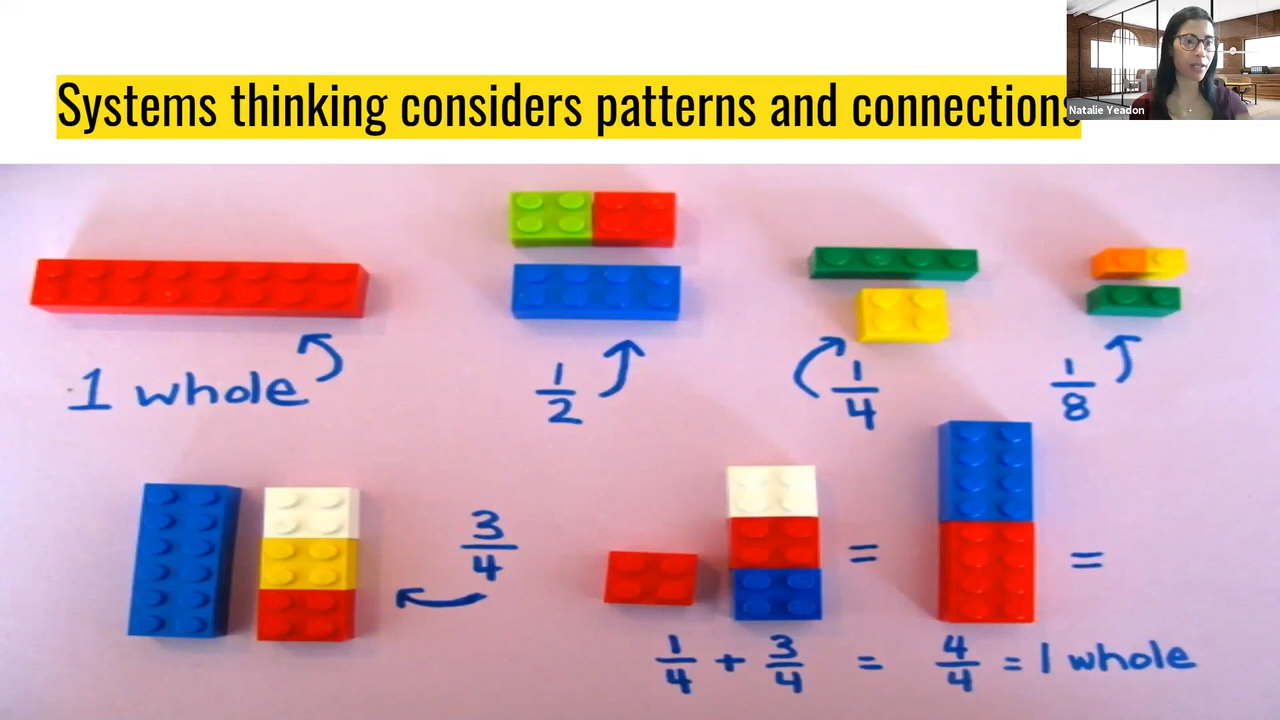 Systems thinking considers patterns and connections
Natalie Yeadon
1 whole
1/2
1/4
1/8
3/4
=
=
1/4 + 3/4 = 4/4 = 1 whole